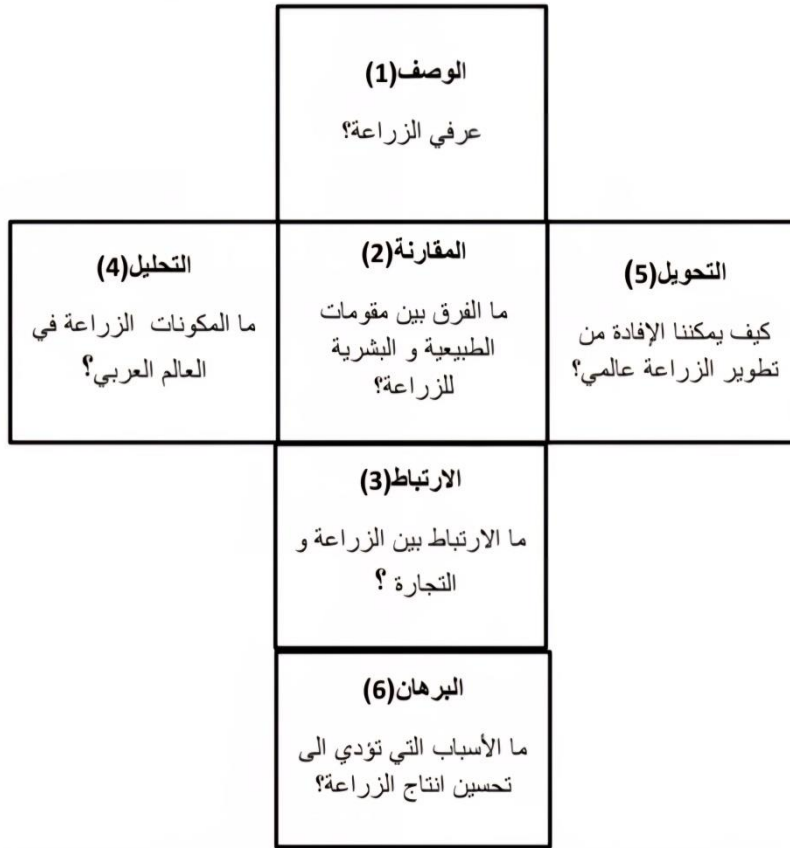 الوصف(1)
عرفي الزراعة؟
التحليل(4)
ما المكونات الزراعة في
العالم العربي؟
المقارنة(2)
ما الفرق بين مقومات
الطبيعية و البشرية
للزراعة؟
التحويل(5)
كيف يمكننا الإفادة من
تطوير الزراعة عالمي؟
الارتباط(3)
ما الارتباط بين الزراعة و
التجارة ؟
البرهان(6)
ما الأسباب التي تؤدي الى
تحسين انتاج الزراعة؟